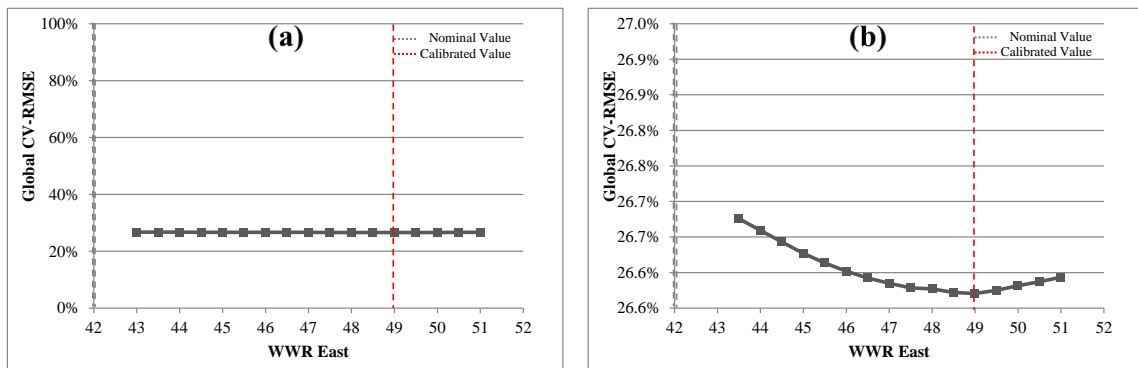 (a)
Nominal Value
Calibrated Value
Global CV-RMSE
100%
80%
60%
40%
20%
0%
42 43 44 45 46 47 48 49 50 51 52
WWR East
(b)
Nominal Value
Calibrated Value
Global CV-RMSE
27.0%
26.9%
26.9%
26.8%
26.8%
26.7%
26.7%
26.6%
26.6%
42 43 44 45 46 47 48 49 50 51 52
WWR East